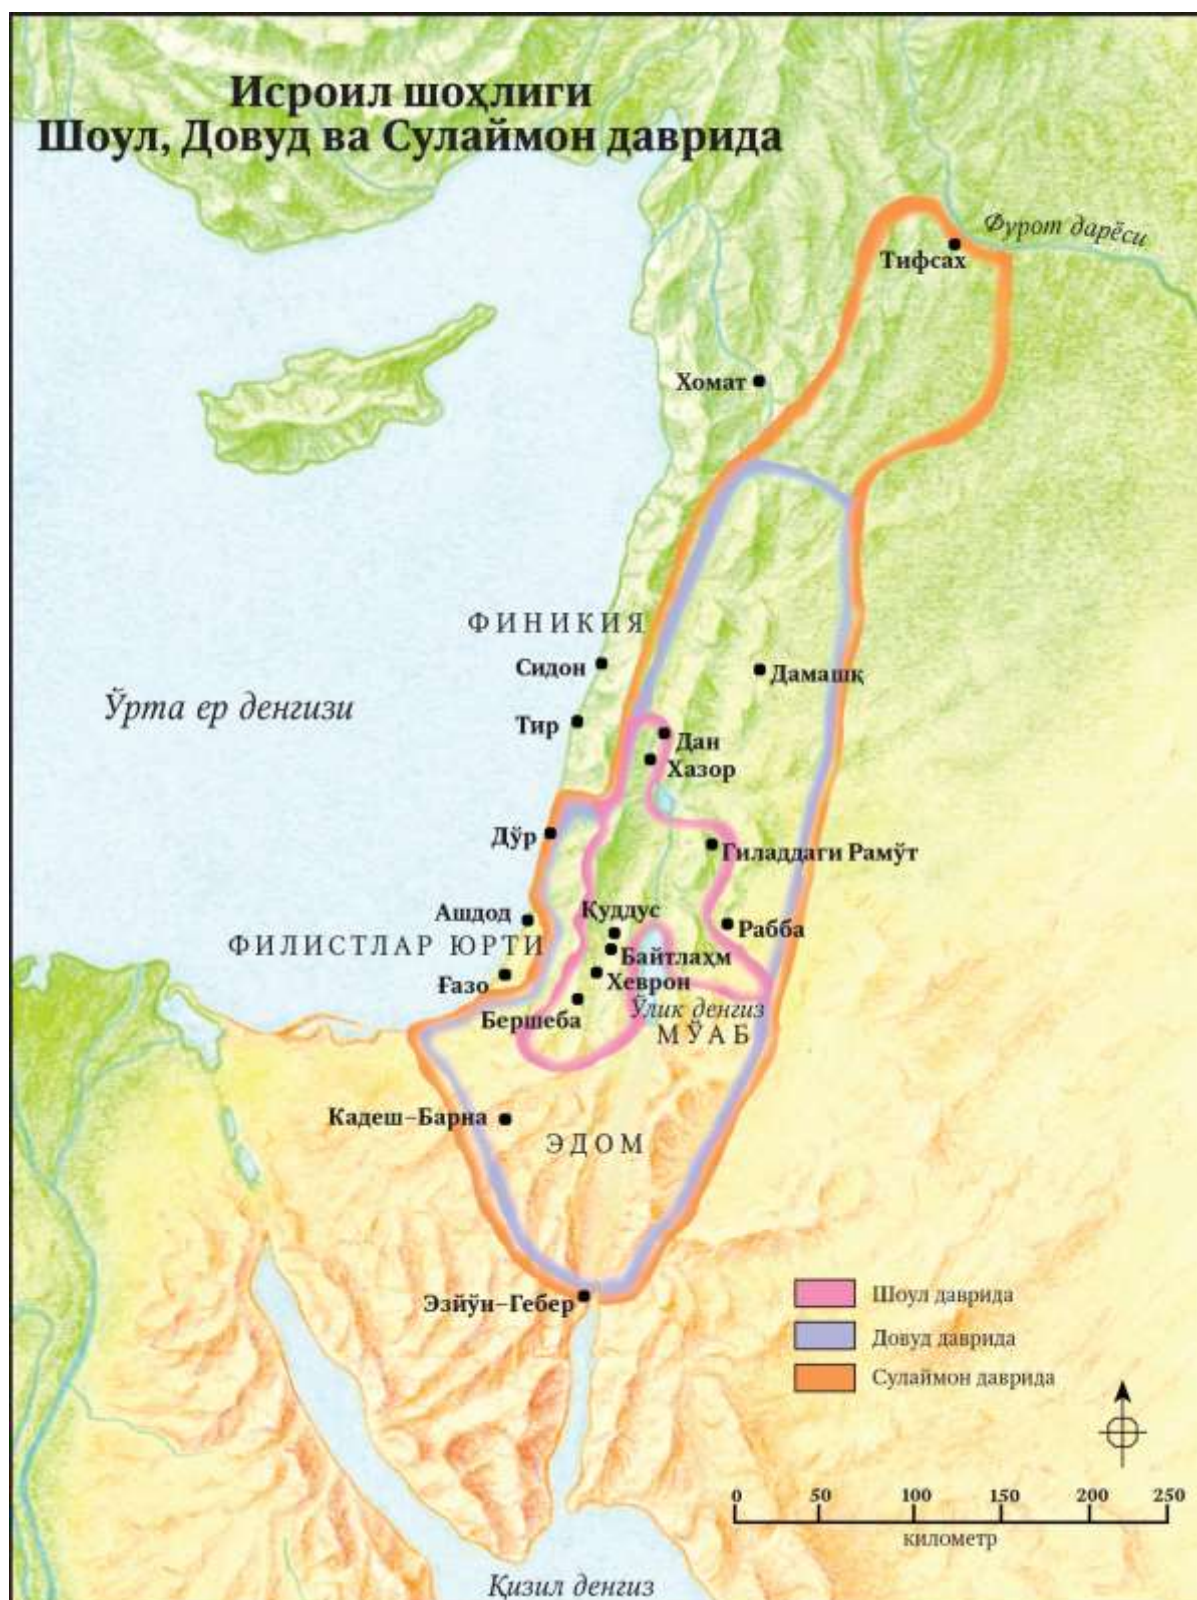 Исроил шоҳлиги
Шоул, Довуд ва Сулаймон даврида
Фурот дарёси
Тифсах
Хомат
ФИНИКИЯ
Сидон
Дамашқ
Ўрта ер денгизи
Тир
Дан
Хазор
Дўр
Гиладдаги Рамўт
Ашдод
Қуддус
Рабба
ФИЛИСТЛАР ЮРТИ
Байтлаҳм
Ғазо
Хеврон
Ўлик денгиз
Бершеба
МЎАБ
Кадеш–Барна
ЭДОМ
Эзйўн–Гебер
Шоул даврида
Довуд даврида
Сулаймон даврида
0 50 100 150 200 250
километр
Қизил денгиз